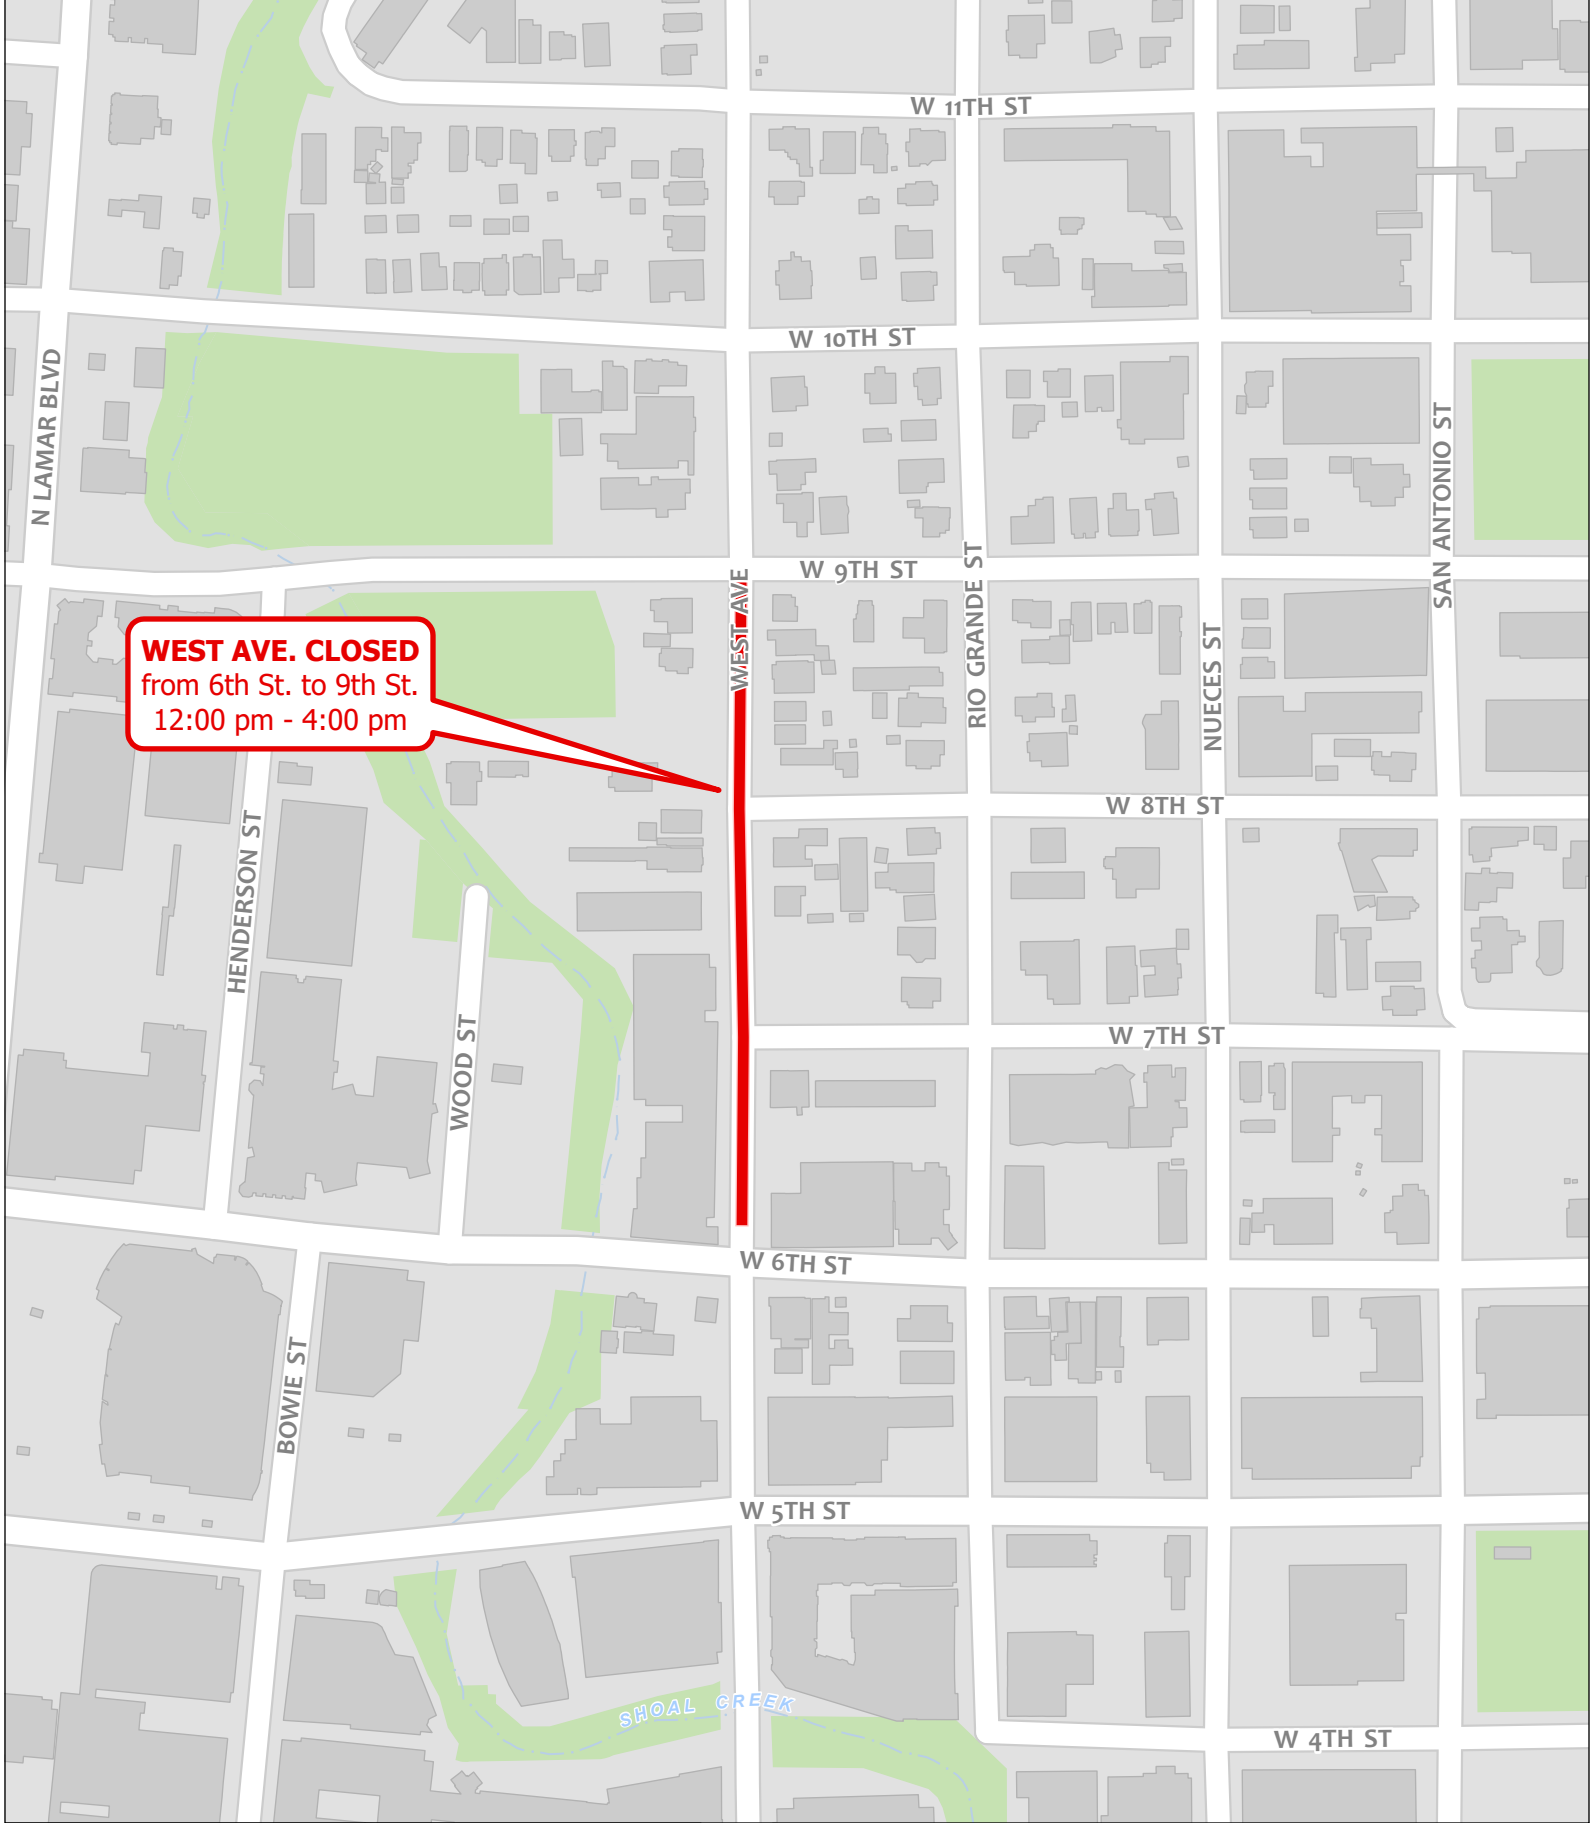 W 11TH ST
W 10TH ST
N LAMAR BLVD
SAN ANTONIO ST
W 9TH ST
WEST AVE
RIO GRANDE ST
NUECES ST
WEST AVE. CLOSED
from 6th St. to 9th St.
12:00 pm - 4:00 pm
W 8TH ST
HENDERSON ST
WOOD ST
W 7TH ST
W 6TH ST
BOWIE ST
W 5TH ST
SHOAL CREEK
W 4TH ST